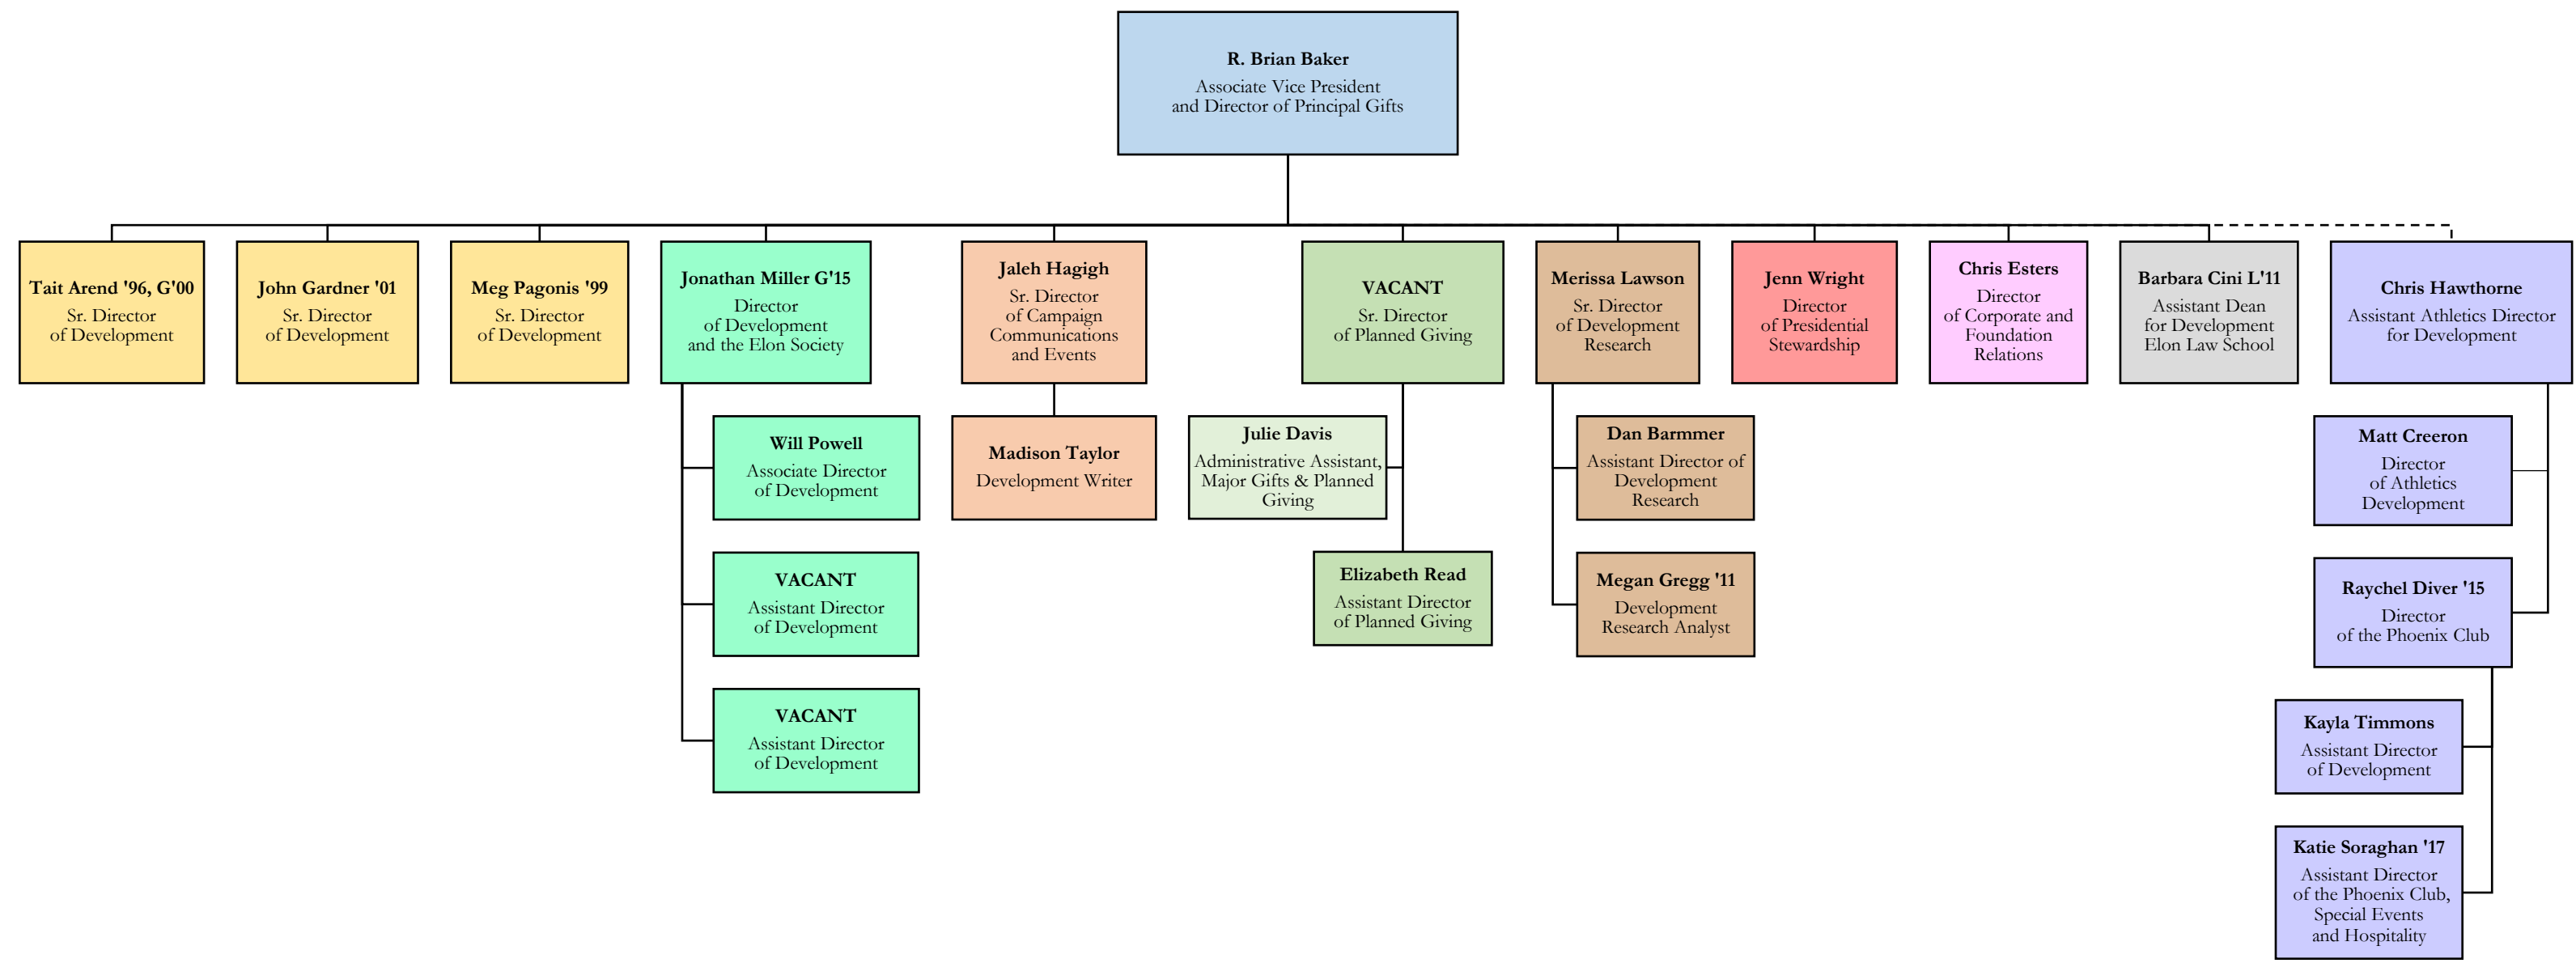 R. Brian Baker
Associate Vice President
and Director of Principal Gifts
Tait Arend '96, G'00
Sr. Director
of Development
John Gardner '01
Sr. Director
of Development
Meg Pagonis '99
Sr. Director
of Development
Jonathan Miller G'15
Director
of Development
and the Elon Society
Jaleh Hagigh
Sr. Director
of Campaign
Communications
and Events
VACANT
Sr. Director
of Planned Giving
Merissa Lawson
Sr. Director
of Development
Research
Jenn Wright
Director
of Presidential
Stewardship
Chris Esters
Director
of Corporate and
Foundation
Relations
Barbara Cini L'11
Assistant Dean
for Development
Elon Law School
Chris Hawthorne
Assistant Athletics Director
for Development
Will Powell
Associate Director
of Development
Madison Taylor
Development Writer
Julie Davis
Administrative Assistant,
Major Gifts & Planned
Giving
Dan Barmmer
Assistant Director of
Development
Research
Matt Creeron
Director
of Athletics
Development
VACANT
Assistant Director
of Development
Elizabeth Read
Assistant Director
of Planned Giving
Megan Gregg '11
Development
Research Analyst
Raychel Diver '15
Director
of the Phoenix Club
VACANT
Assistant Director
of Development
Kayla Timmons
Assistant Director
of Development
Katie Soraghan '17
Assistant Director
of the Phoenix Club,
Special Events
and Hospitality